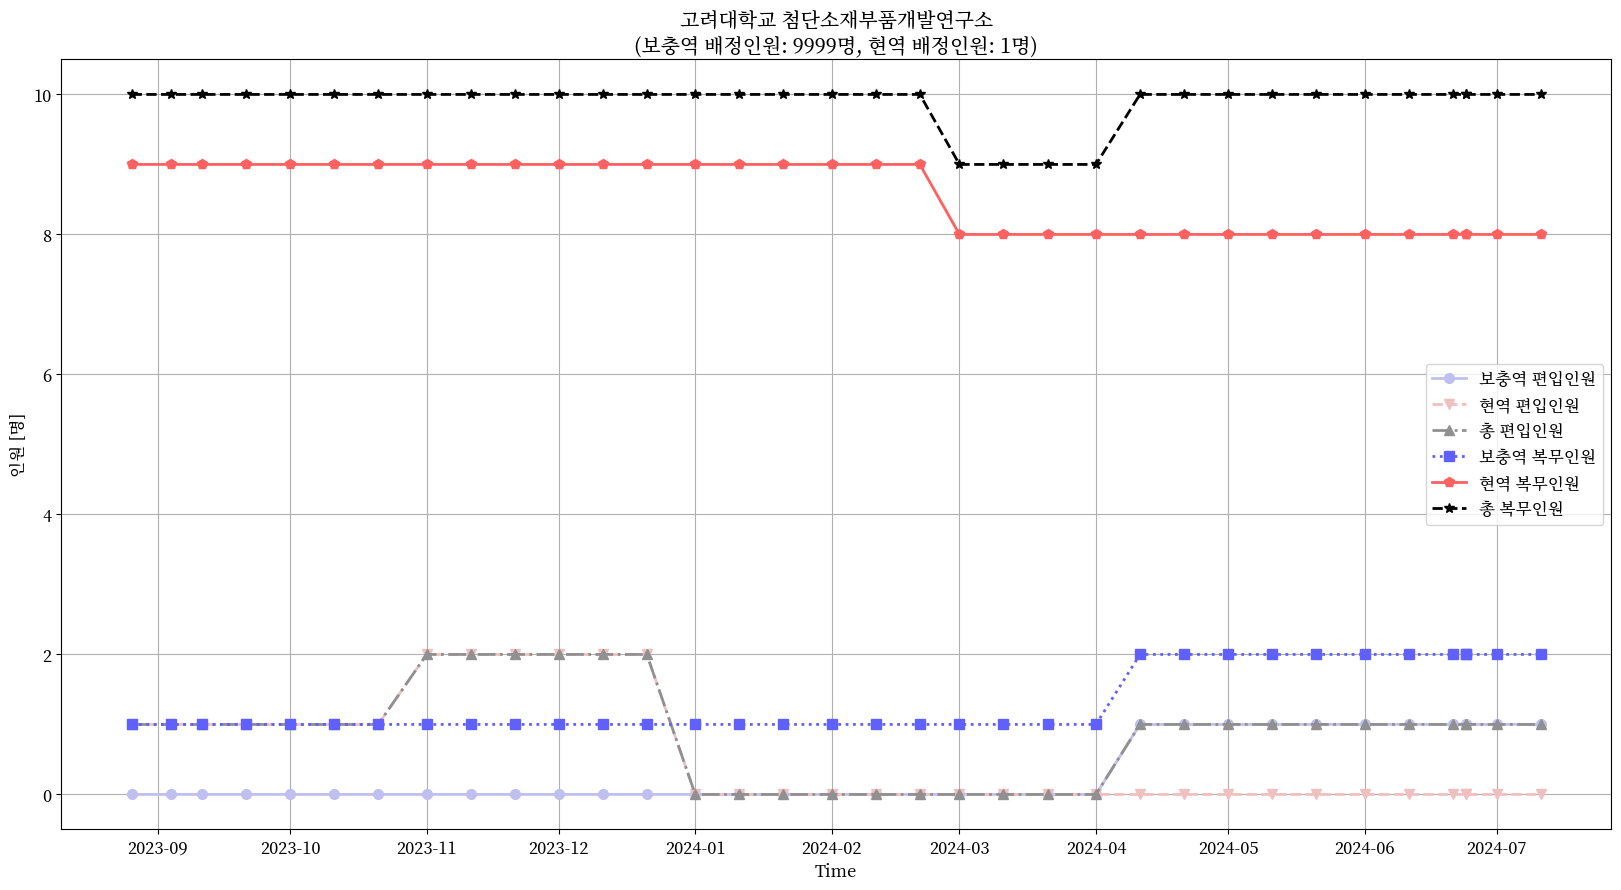 고려대학교 첨단소재부품개발연구소
(보충역 배정인원: 9999명, 현역 배정인원: 1명)
인원 [명]
10
8
6
4
2
0
보충역 편입인원
현역 편입인원
총 편입인원
보충역 복무인원
현역 복무인원
총 복무인원
2023-09
2023-10
2023-11
2023-12
2024-01
2024-02
2024-03
2024-04
2024-05
2024-06
2024-07
Time